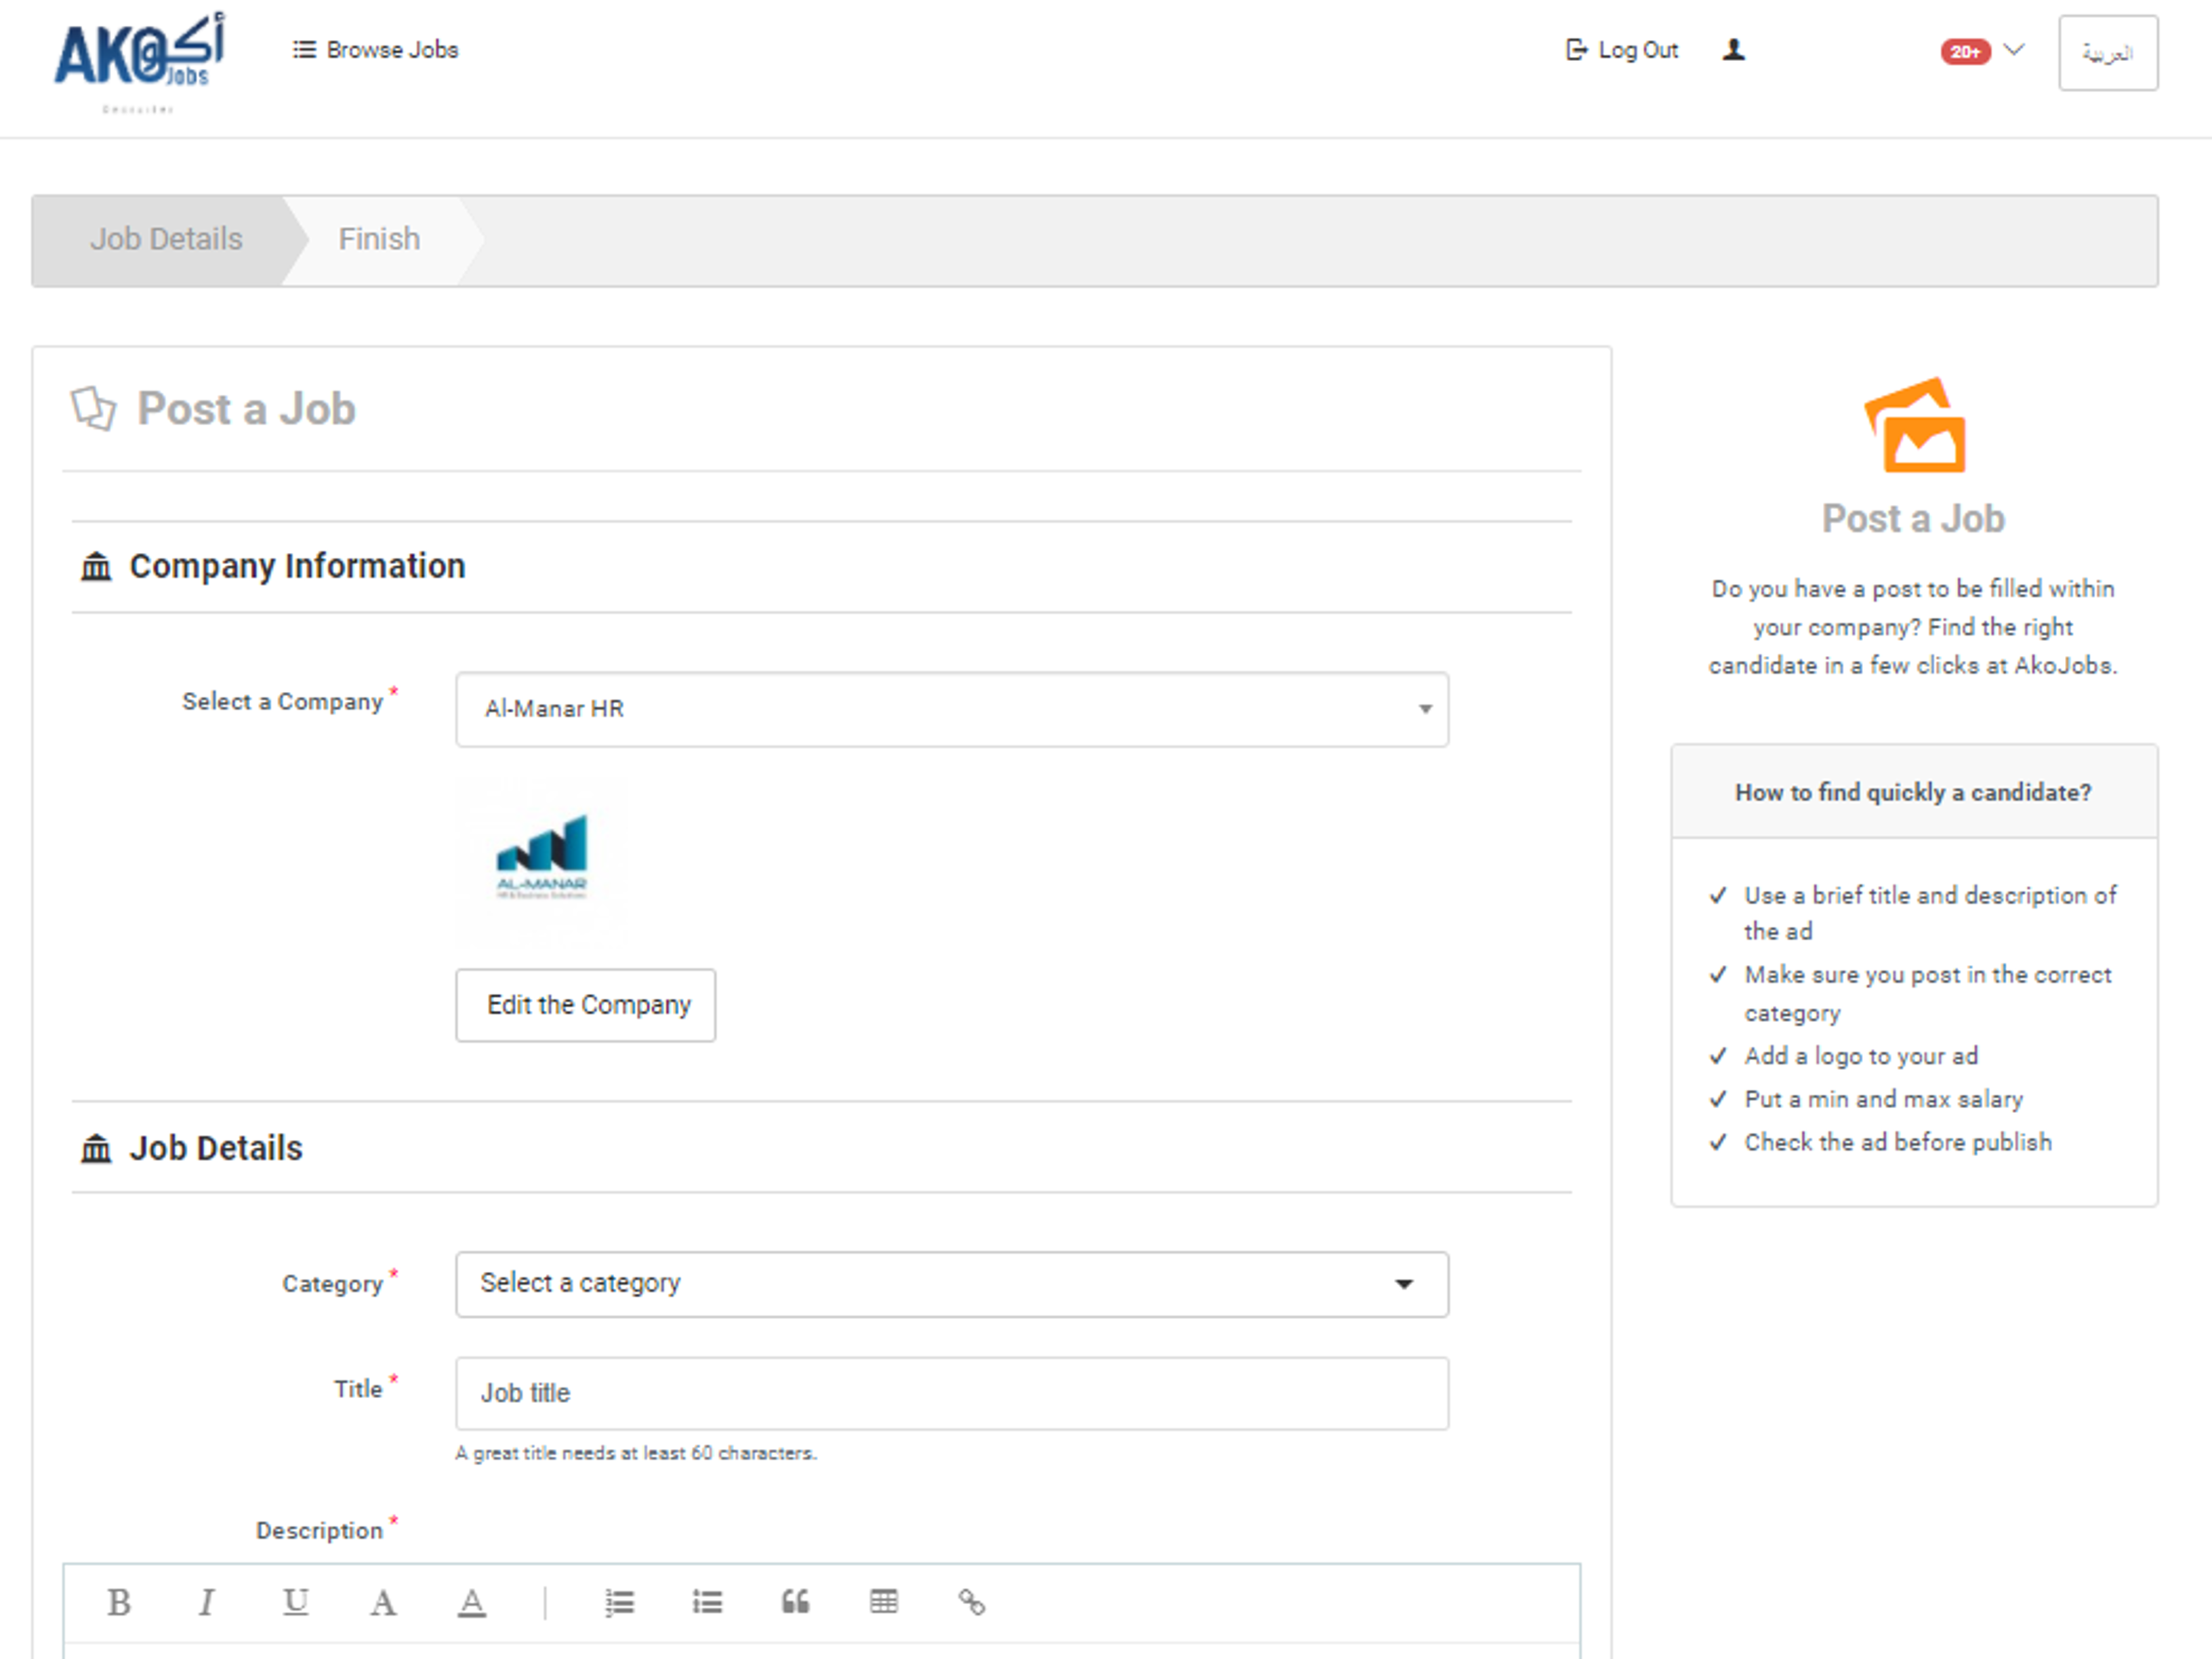 AKO Jobs أكو
Recruiter
Browse Jobs
Log Out
20+
العربية
Job Details
Finish
Post a Job
Company Information
Select a Company *
Al-Manar HR
AL-MANAR
HR & Business Solutions
Edit the Company
Job Details
Category *
Select a category
Title *
Job title
A great title needs at least 60 characters.
Description *
B I U A A
Post a Job
Do you have a post to be filled within
your company? Find the right
candidate in a few clicks at AkoJobs.
How to find quickly a candidate?
✓ Use a brief title and description of
the ad
✓ Make sure you post in the correct
category
✓ Add a logo to your ad
✓ Put a min and max salary
✓ Check the ad before publish